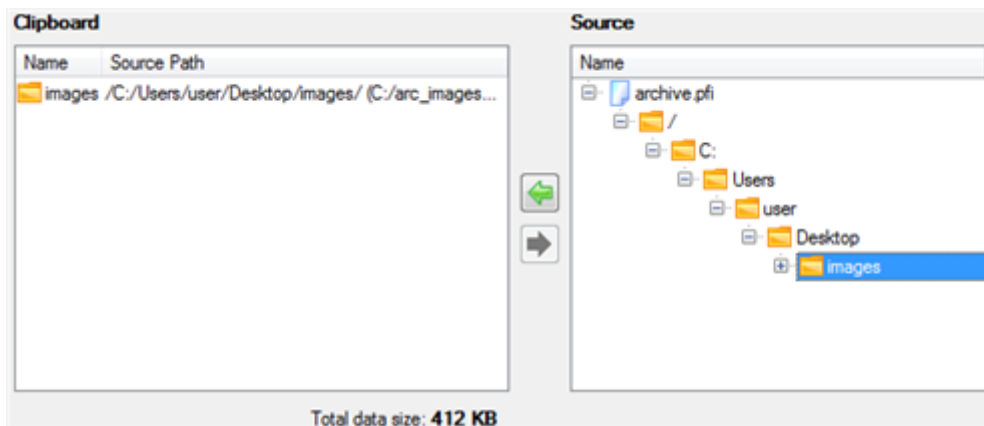 Clipboard
Name Source Path
images /C:/Users/user/Desktop/images/ (C:/arc_images...
Total data size: 412 KB
Source
Name
archive.pfi
/
C:
Users
user
Desktop
images